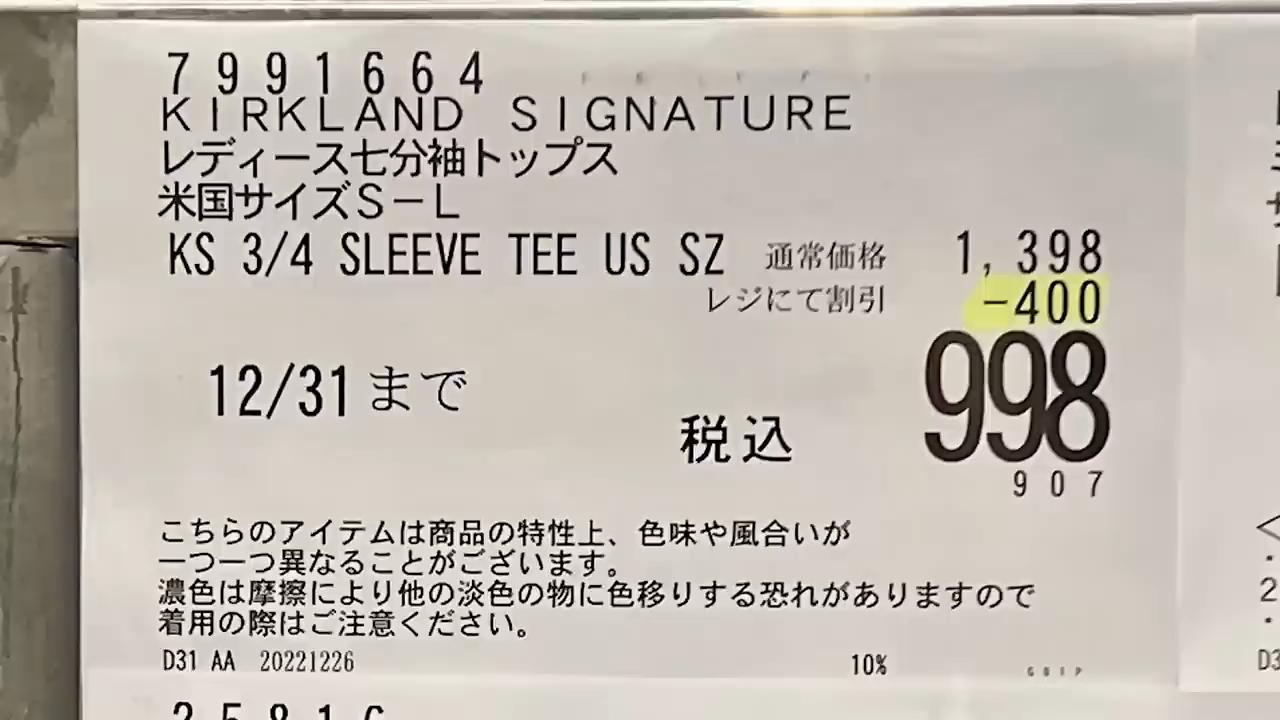 7991664
KIRKLAND SIGNATURE
レディース七分袖トップス
米国サイズS－L
KS 3/4 SLEEVE TEE US SZ 通常価格 1,398
レジにて割引 -400
998
12/31まで
税込
907
こちらのアイテムは商品の特性上、色味や風合いが
一つ一つ異なることがございます。
濃色は摩擦により他の淡色の物に色移りする恐れがありますので
着用の際はご注意ください。
D31 AA 20221226 10%